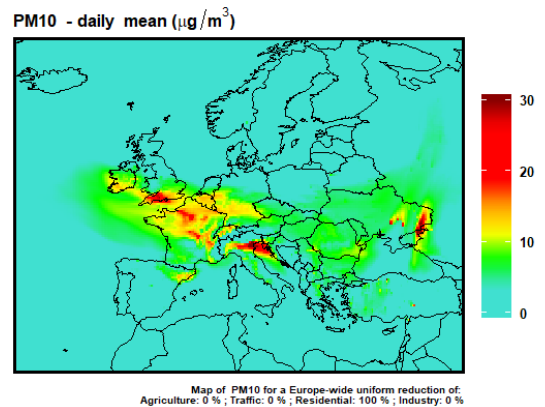 PM10 - daily mean (μg/m³)
30
20
10
0
Map of PM10 for a Europe-wide uniform reduction of:
Agriculture: 0 % ; Traffic: 0 % ; Residential: 100 % ; Industry: 0 %